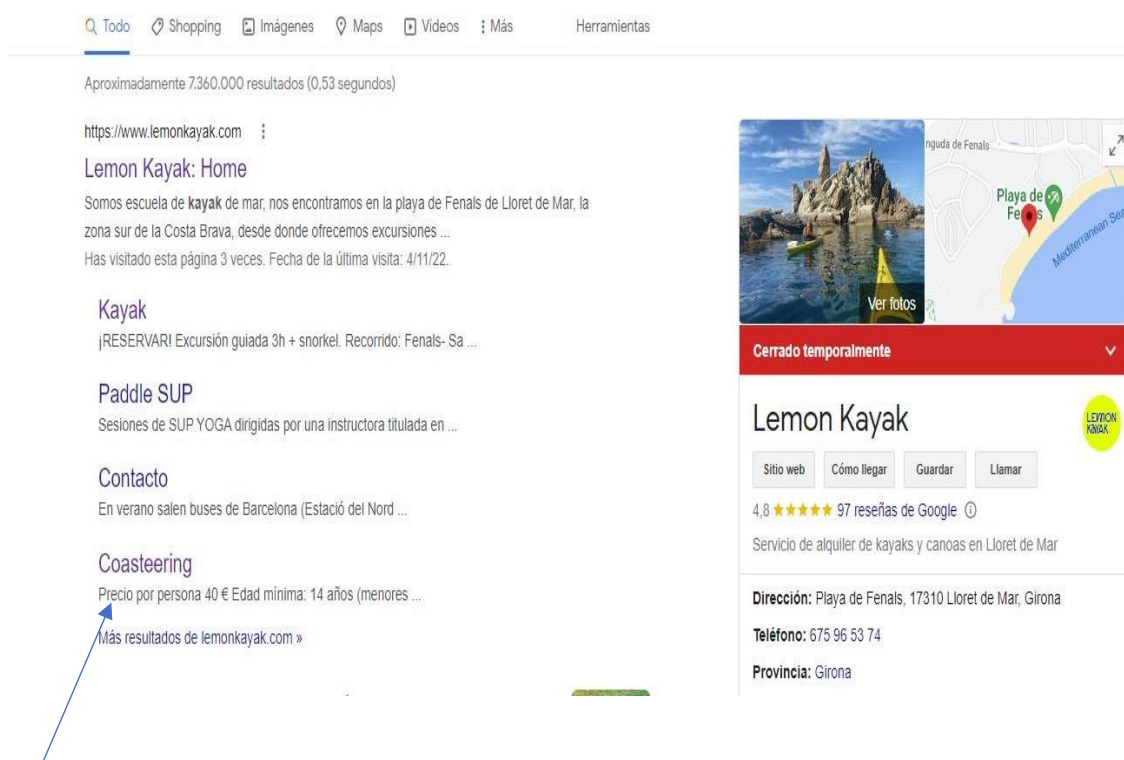 Todo Shopping Imágenes Maps Videos Más Herramientas
Aproximadamente 7.360.000 resultados (0,53 segundos)
https://www.lemonkayak.com
Lemon Kayak: Home
Somos escuela de kayak de mar, nos encontramos en la playa de Fenals de Lloret de Mar, la
zona sur de la Costa Brava, desde donde ofrecemos excursiones ...
Has visitado esta página 3 veces. Fecha de la última visita: 4/11/22.
Kayak
¡RESERVAR! Excursión guiada 3h + snorkel. Recorrido: Fenals- Sa ...
Paddle SUP
Sesiones de SUP YOGA dirigidas por una instructora titulada en ...
Contacto
En verano salen buses de Barcelona (Estació del Nord ...
Coasteering
Precio por persona 40 € Edad mínima: 14 años (menores ...
Más resultados de lemonkayak.com »
nguda de Fenals
Playa de
Mediterranean Sea
Ver fotos
Cerrado temporalmente
Lemon Kayak
LEMON
KAYAK
Sitio web Cómo llegar Guardar Llamar
4,8 ★★★★★ 97 reseñas de Google
Servicio de alquiler de kayaks y canoas en Lloret de Mar
Dirección: Playa de Fenals, 17310 Lloret de Mar, Girona
Teléfono: 675 96 53 74
Provincia: Girona